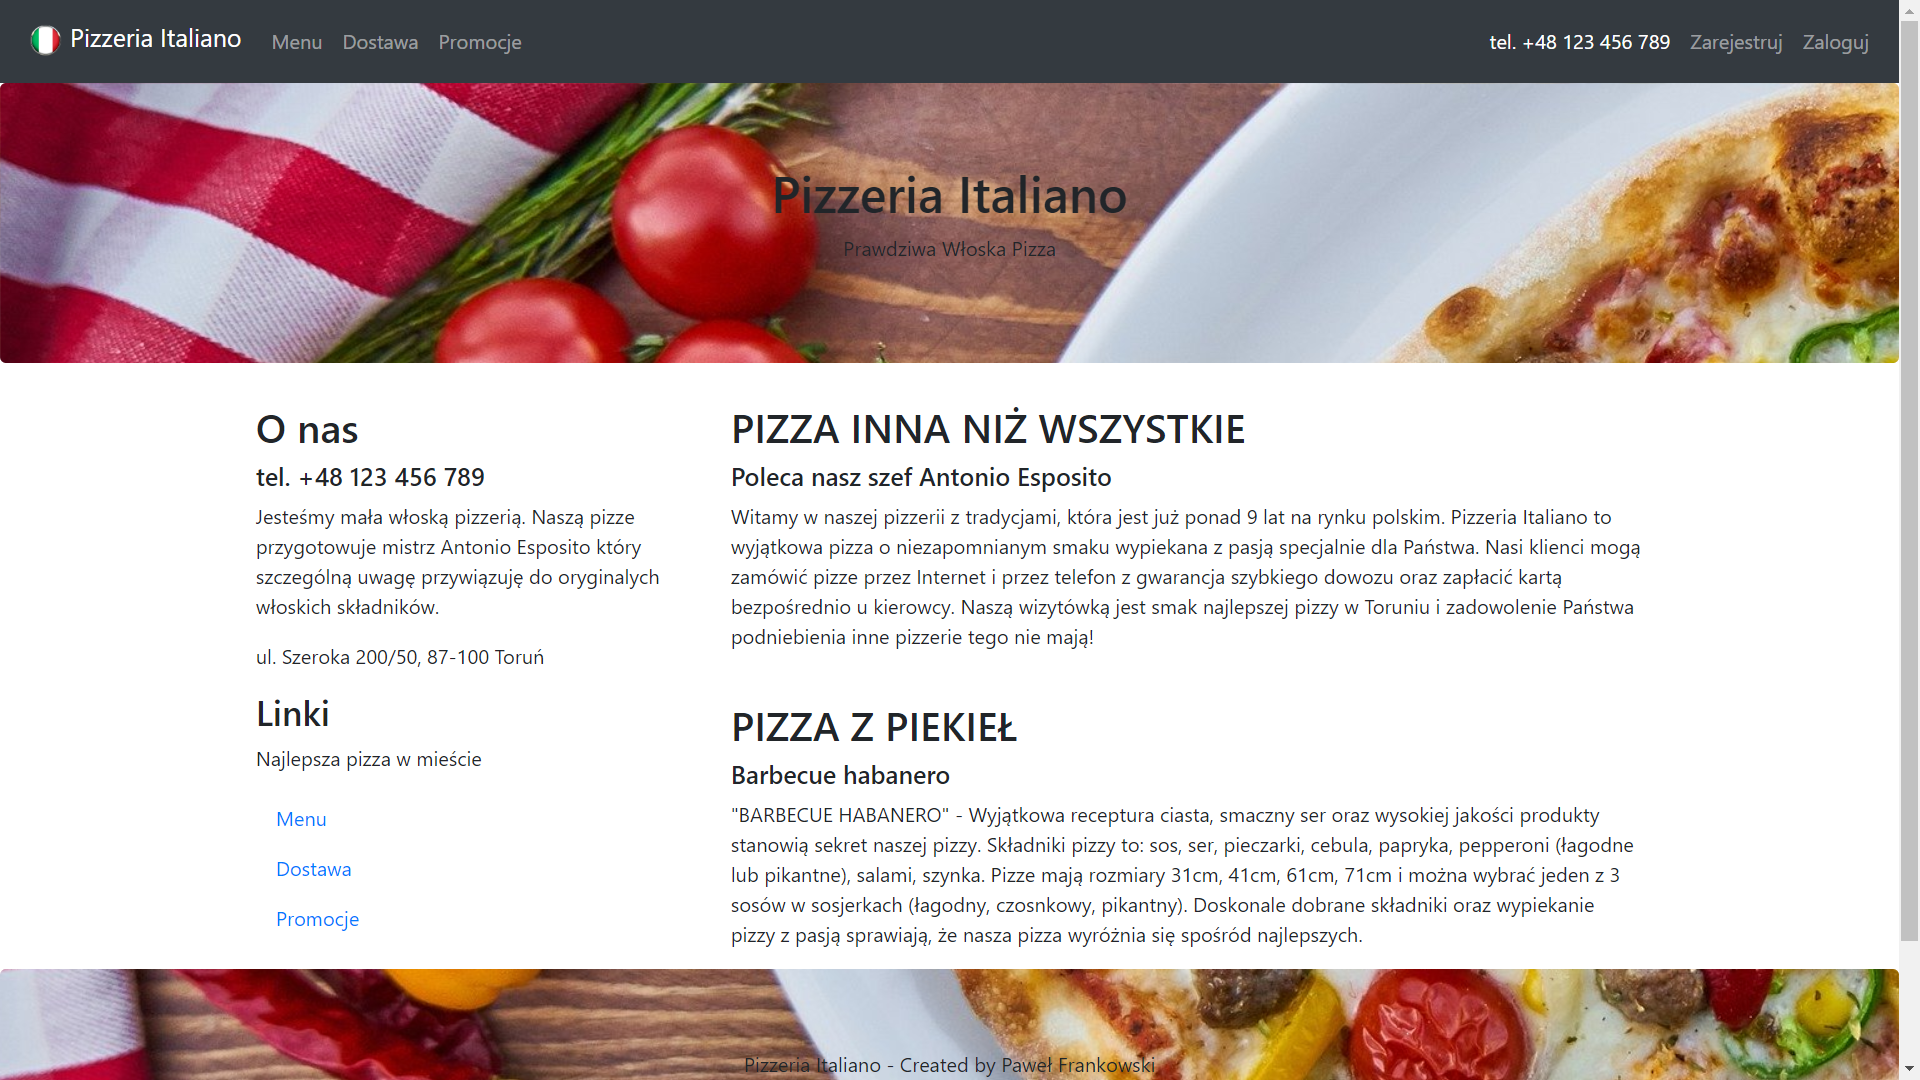 Pizzeria Italiano Menu Dostawa Promocje tel. +48 123 456 789 Zarejestruj Zaloguj
Pizzeria Italiano
Prawdziwa Włoska Pizza
O nas
tel. +48 123 456 789
Jesteśmy mała włoską pizzerią. Naszą pizze
przygotowuje mistrz Antonio Esposito który
szczególną uwagę przywiązuję do oryginalych
włoskich składników.
ul. Szeroka 200/50, 87-100 Toruń
Linki
Najlepsza pizza w mieście
Menu
Dostawa
Promocje
PIZZA INNA NIŻ WSZYSTKIE
Poleca nasz szef Antonio Esposito
Witamy w naszej pizzerii z tradycjami, która jest już ponad 9 lat na rynku polskim. Pizzeria Italiano to
wyjątkowa pizza o niezapomnianym smaku wypiekana z pasją specjalnie dla Państwa. Nasi klienci mogą
zamówić pizze przez Internet i przez telefon z gwarancja szybkiego dowozu oraz zapłacić kartą
bezpośrednio u kierowcy. Naszą wizytówką jest smak najlepszej pizzy w Toruniu i zadowolenie Państwa
podniebienia inne pizzerie tego nie mają!
PIZZA Z PIEKIEŁ
Barbecue habanero
"BARBECUE HABANERO" - Wyjątkowa receptura ciasta, smaczny ser oraz wysokiej jakości produkty
stanowią sekret naszej pizzy. Składniki pizzy to: sos, ser, pieczarki, cebula, papryka, pepperoni (łagodne
lub pikantne), salami, szynka. Pizze mają rozmiary 31cm, 41cm, 61cm, 71cm i można wybrać jeden z 3
sosów w sosjerkach (łagodny, czosnkowy, pikantny). Doskonale dobrane składniki oraz wypiekanie
pizzy z pasją sprawiają, że nasza pizza wyróżnia się spośród najlepszych.
Pizzeria Italiano - Created by Paweł Frankowski